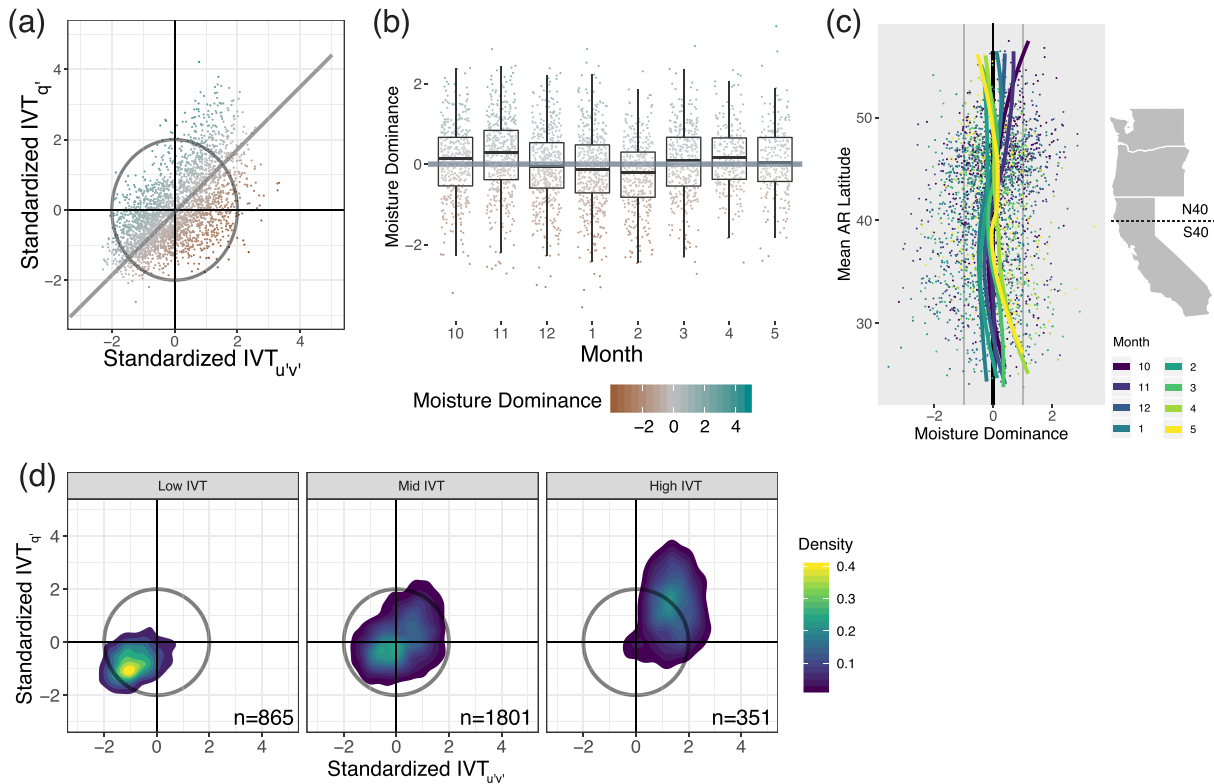 (a)
Standardized IVTq'
4
2
0
−2
−2 0 2 4
Standardized IVTu'v'
(b)
Moisture Dominance
2
0
−2
10 11 12 1 2 3 4 5
Month
Moisture Dominance
−2 0 2 4
(c)
Mean AR Latitude
50
40
30
−2 0 2
Moisture Dominance
N40
S40
Month
10 2
11 3
12 4
1 5
(d)
Low IVT Mid IVT High IVT
Standardized IVTq'
4
2
0
−2
n=865 n=1801 n=351
−2 0 2 4 −2 0 2 4 −2 0 2 4
Standardized IVTu'v'
Density
0.4
0.3
0.2
0.1